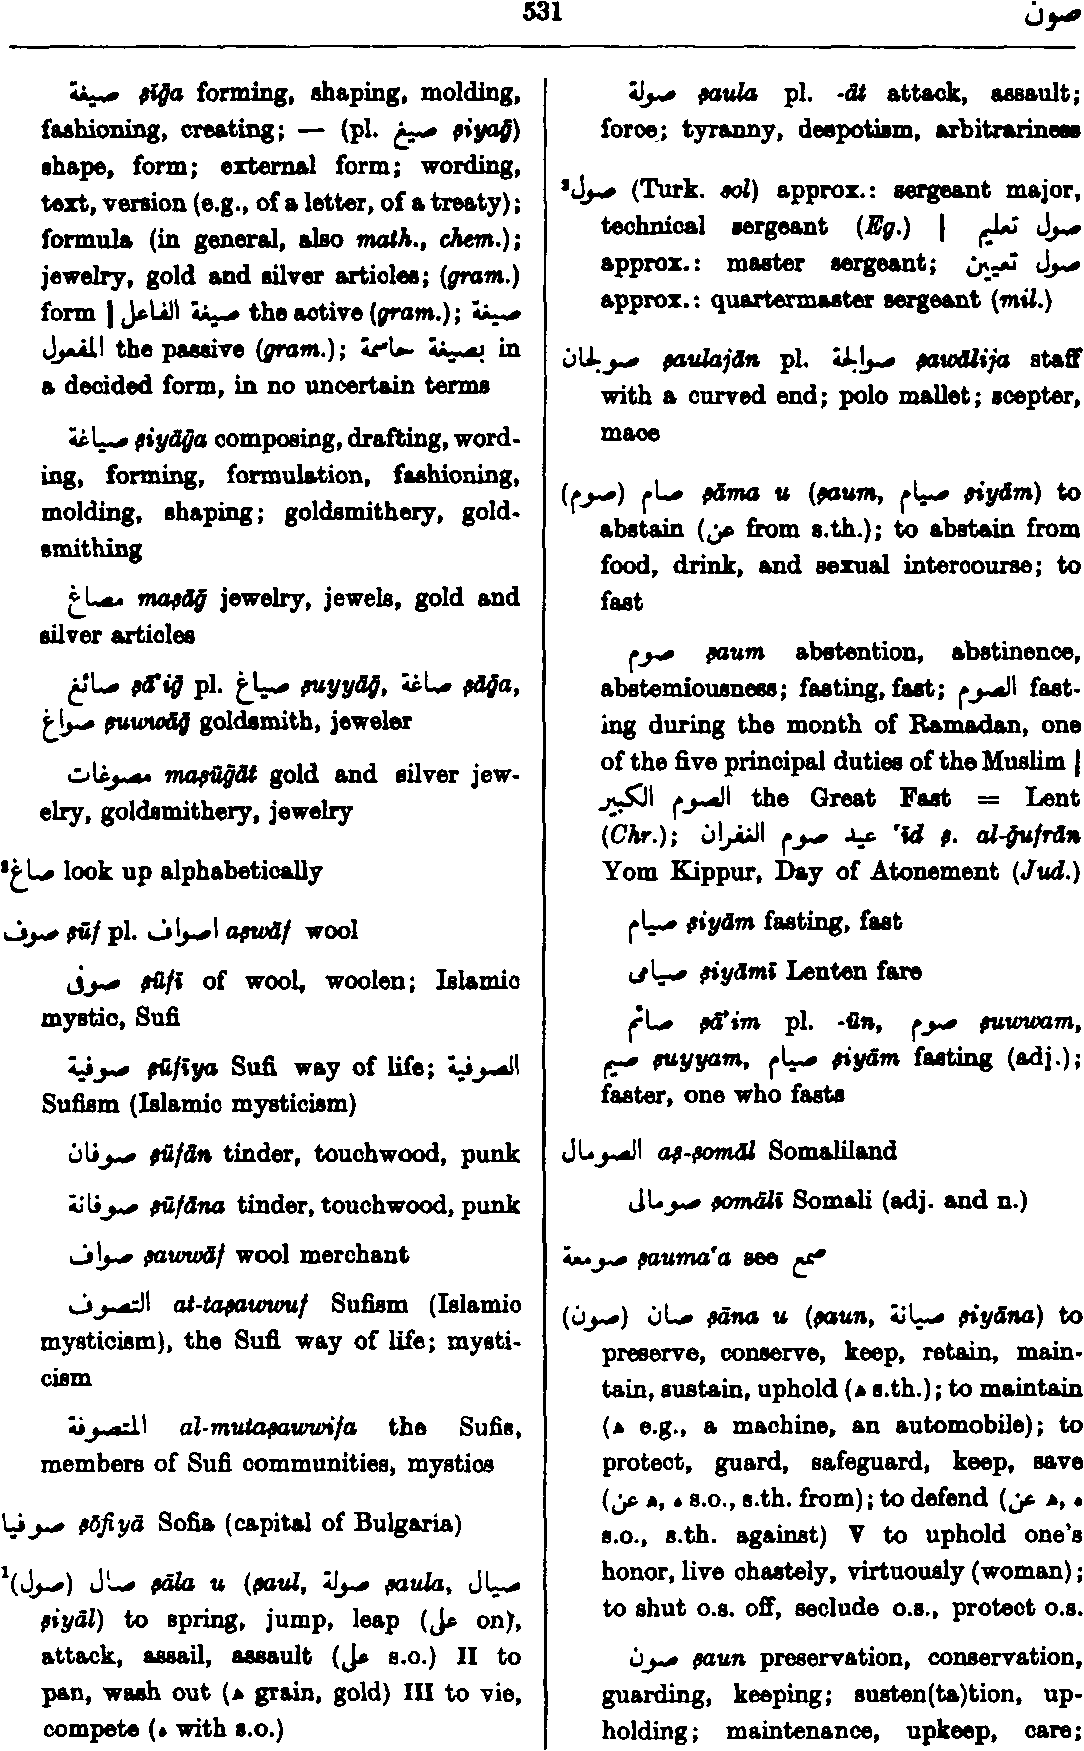 531
صون
صيغة ṣīḡa forming, shaping, molding,
fashioning, creating; — (pl. صيغ ṣiyaḡ)
shape, form; external form; wording,
text, version (e.g., of a letter, of a treaty);
formula (in general, also math., chem.);
jewelry, gold and silver articles; (gram.)
form | صيغة الفاعل the active (gram.); صيغة
المفعول the passive (gram.); بصيغة حاسمة in
a decided form, in no uncertain terms
صياغة ṣiyāḡa composing, drafting, word-
ing, forming, formulation, fashioning,
molding, shaping; goldsmithery, gold-
smithing
مصاغ maṣāḡ jewelry, jewels, gold and
silver articles
صائغ ṣā'iḡ pl. صياغ ṣuyyāḡ, صاغة ṣāḡa,
صواغ ṣuwwāḡ goldsmith, jeweler
مصوغات maṣūḡāt gold and silver jew-
elry, goldsmithery, jewelry
²صاغ look up alphabetically
صوف ṣūf pl. اصواف aṣwāf wool
صوفى ṣūfī of wool, woolen; Islamic
mystic, Sufi
صوفية ṣūfīya Sufi way of life; الصوفية
Sufism (Islamic mysticism)
صوفان ṣūfān tinder, touchwood, punk
صوفانة ṣūfāna tinder, touchwood, punk
صواف ṣawwāf wool merchant
التصوف at-taṣawwuf Sufism (Islamic
mysticism), the Sufi way of life; mysti-
cism
المتصوفة al-mutaṣawwifa the Sufis,
members of Sufi communities, mystics
صوفيا ṣōfiyā Sofia (capital of Bulgaria)
¹(صول) صال ṣāla u (ṣaul, صولة ṣaula, صيال
ṣiyāl) to spring, jump, leap (على on),
attack, assail, assault (على s.o.) II to
pan, wash out (ﻫ grain, gold) III to vie,
compete (ه with s.o.)
صولة ṣaula pl. -āt attack, assault;
force; tyranny, despotism, arbitrariness
²صول (Turk. sol) approx.: sergeant major,
technical sergeant (Eg.) | صول تعليم
approx.: master sergeant; صول تعيين
approx.: quartermaster sergeant (mil.)
صولجان ṣaulajān pl. صوالجة ṣawālija staff
with a curved end; polo mallet; scepter,
mace
(صوم) صام ṣāma u (ṣaum, صيام ṣiyām) to
abstain (عن from s.th.); to abstain from
food, drink, and sexual intercourse; to
fast
صوم ṣaum abstention, abstinence,
abstemiousness; fasting, fast; الصوم fast-
ing during the month of Ramadan, one
of the five principal duties of the Muslim |
الصوم الكبير the Great Fast = Lent
(Chr.); عيد صوم الغفران 'īd ṣ. al-ḡufrān
Yom Kippur, Day of Atonement (Jud.)
صيام ṣiyām fasting, fast
صيامى ṣiyāmī Lenten fare
صائم ṣā'im pl. -ūn, صوم ṣuwwam,
صيم ṣuyyam, صيام ṣiyām fasting (adj.);
faster, one who fasts
الصومال aṣ-ṣomāl Somaliland
صومالى ṣomālī Somali (adj. and n.)
صومعة ṣauma'a see صمع
(صون) صان ṣāna u (ṣaun, صيانة ṣiyāna) to
preserve, conserve, keep, retain, main-
tain, sustain, uphold (ﻫ s.th.); to maintain
(ﻫ e.g., a machine, an automobile); to
protect, guard, safeguard, keep, save
(عن ﻫ, ه s.o., s.th. from); to defend (عن ﻫ, ه
s.o., s.th. against) V to uphold one's
honor, live chastely, virtuously (woman);
to shut o.s. off, seclude o.s., protect o.s.
صون ṣaun preservation, conservation,
guarding, keeping; susten(ta)tion, up-
holding; maintenance, upkeep, care;